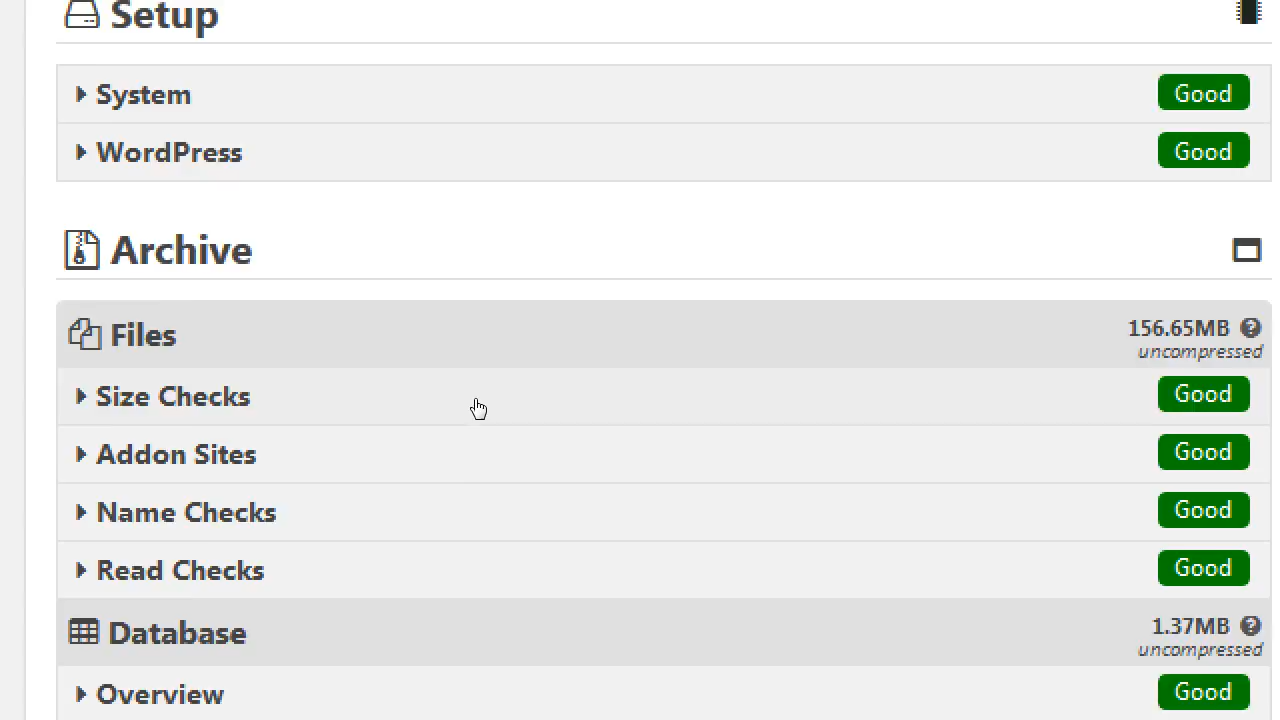 Setup
System Good
WordPress Good
Archive
Files 156.65MB
uncompressed
Size Checks Good
Addon Sites Good
Name Checks Good
Read Checks Good
Database 1.37MB
uncompressed
Overview Good